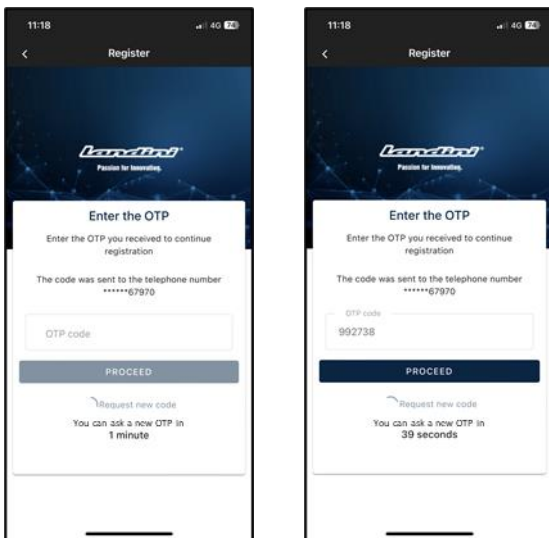 11:18
4G 74
Register
Landini
Passion for Innovating.
Enter the OTP
Enter the OTP you received to continue
registration
The code was sent to the telephone number
******67970
OTP code
PROCEED
Request new code
You can ask a new OTP in
1 minute
11:18
4G 74
Register
Landini
Passion for Innovating.
Enter the OTP
Enter the OTP you received to continue
registration
The code was sent to the telephone number
******67970
OTP code
992738
PROCEED
Request new code
You can ask a new OTP in
39 seconds